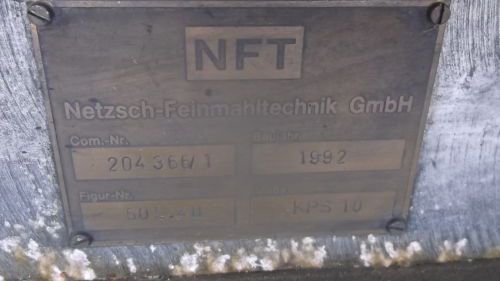 NFT
Netzsch-Feinmahltechnik GmbH
Com.-Nr. Baujahr
204366/1 1992
Figur-Nr.
KPS 10